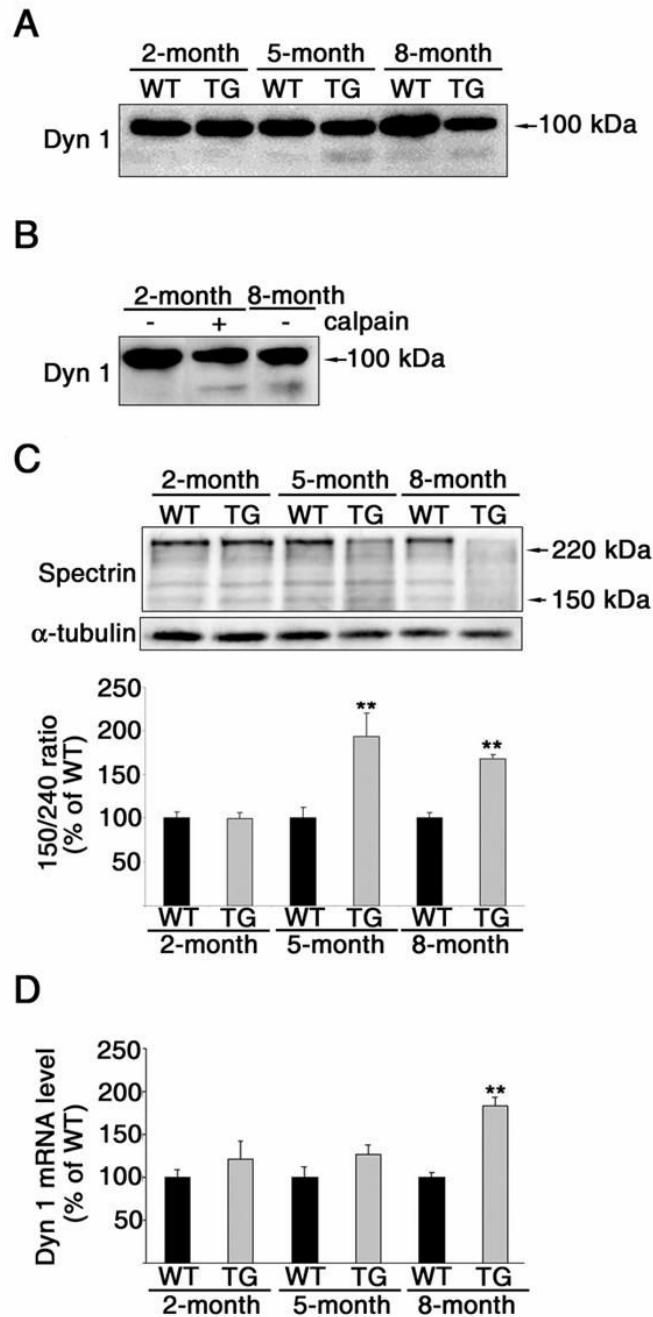 A
2-month 5-month 8-month
WT TG WT TG WT TG
Dyn 1 100 kDa
B
2-month 8-month
- + - calpain
Dyn 1 100 kDa
C
2-month 5-month 8-month
WT TG WT TG WT TG
Spectrin 220 kDa
150 kDa
α-tubulin
150/240 ratio
(% of WT)
250
200
150
100
50
** **
WT TG WT TG WT TG
2-month 5-month 8-month
D
Dyn 1 mRNA level
(% of WT)
250
200
150
100
50
**
WT TG WT TG WT TG
2-month 5-month 8-month